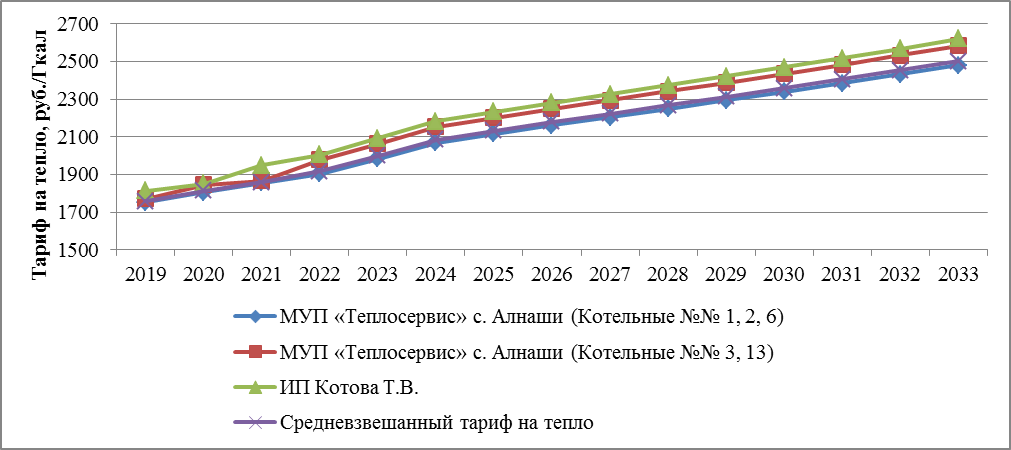 Тариф на тепло, руб./Гкал
2700
2500
2300
2100
1900
1700
1500
2019 2020 2021 2022 2023 2024 2025 2026 2027 2028 2029 2030 2031 2032 2033
МУП «Теплосервис» с. Алнаши (Котельные №№ 1, 2, 6)
МУП «Теплосервис» с. Алнаши (Котельные №№ 3, 13)
ИП Котова Т.В.
Средневзвешанный тариф на тепло